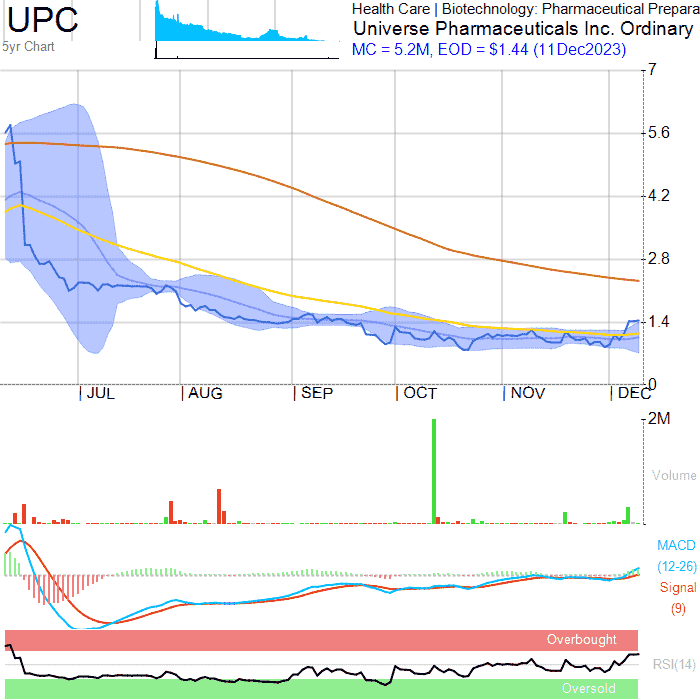 UPC
5yr Chart
Health Care | Biotechnology: Pharmaceutical Prepara
Universe Pharmaceuticals Inc. Ordinary
MC = 5.2M, EOD = $1.44 (11Dec2023)
7
5.6
4.2
2.8
1.4
0
JUL
AUG
SEP
OCT
NOV
DEC
2M
Volume
MACD
(12-26)
Signal
(9)
Overbought
RSI(14)
Oversold